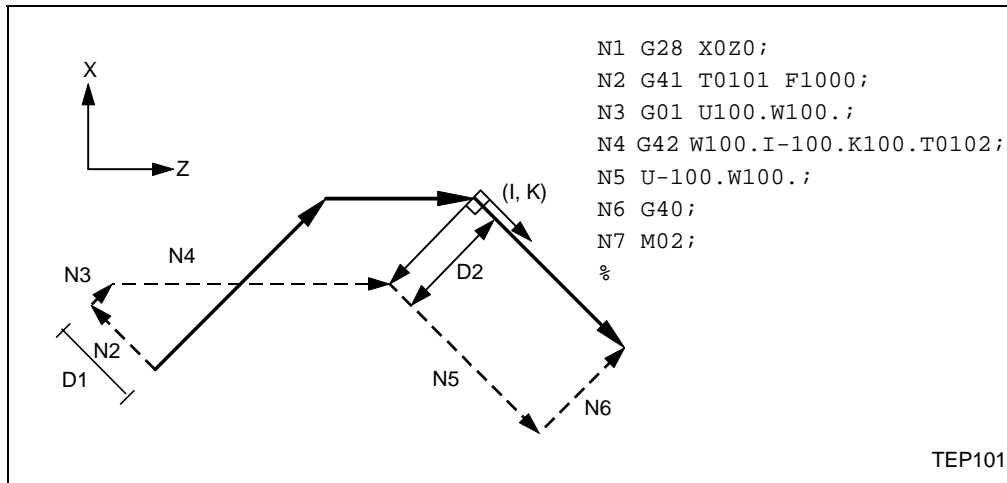 N1 G28 X0Z0;
N2 G41 T0101 F1000;
N3 G01 U100.W100.;
N4 G42 W100.I-100.K100.T0102;
N5 U-100.W100.;
N6 G40;
N7 M02;
%
X
Z
(I, K)
N4
N3
D2
N2
D1
N5
N6
TEP101